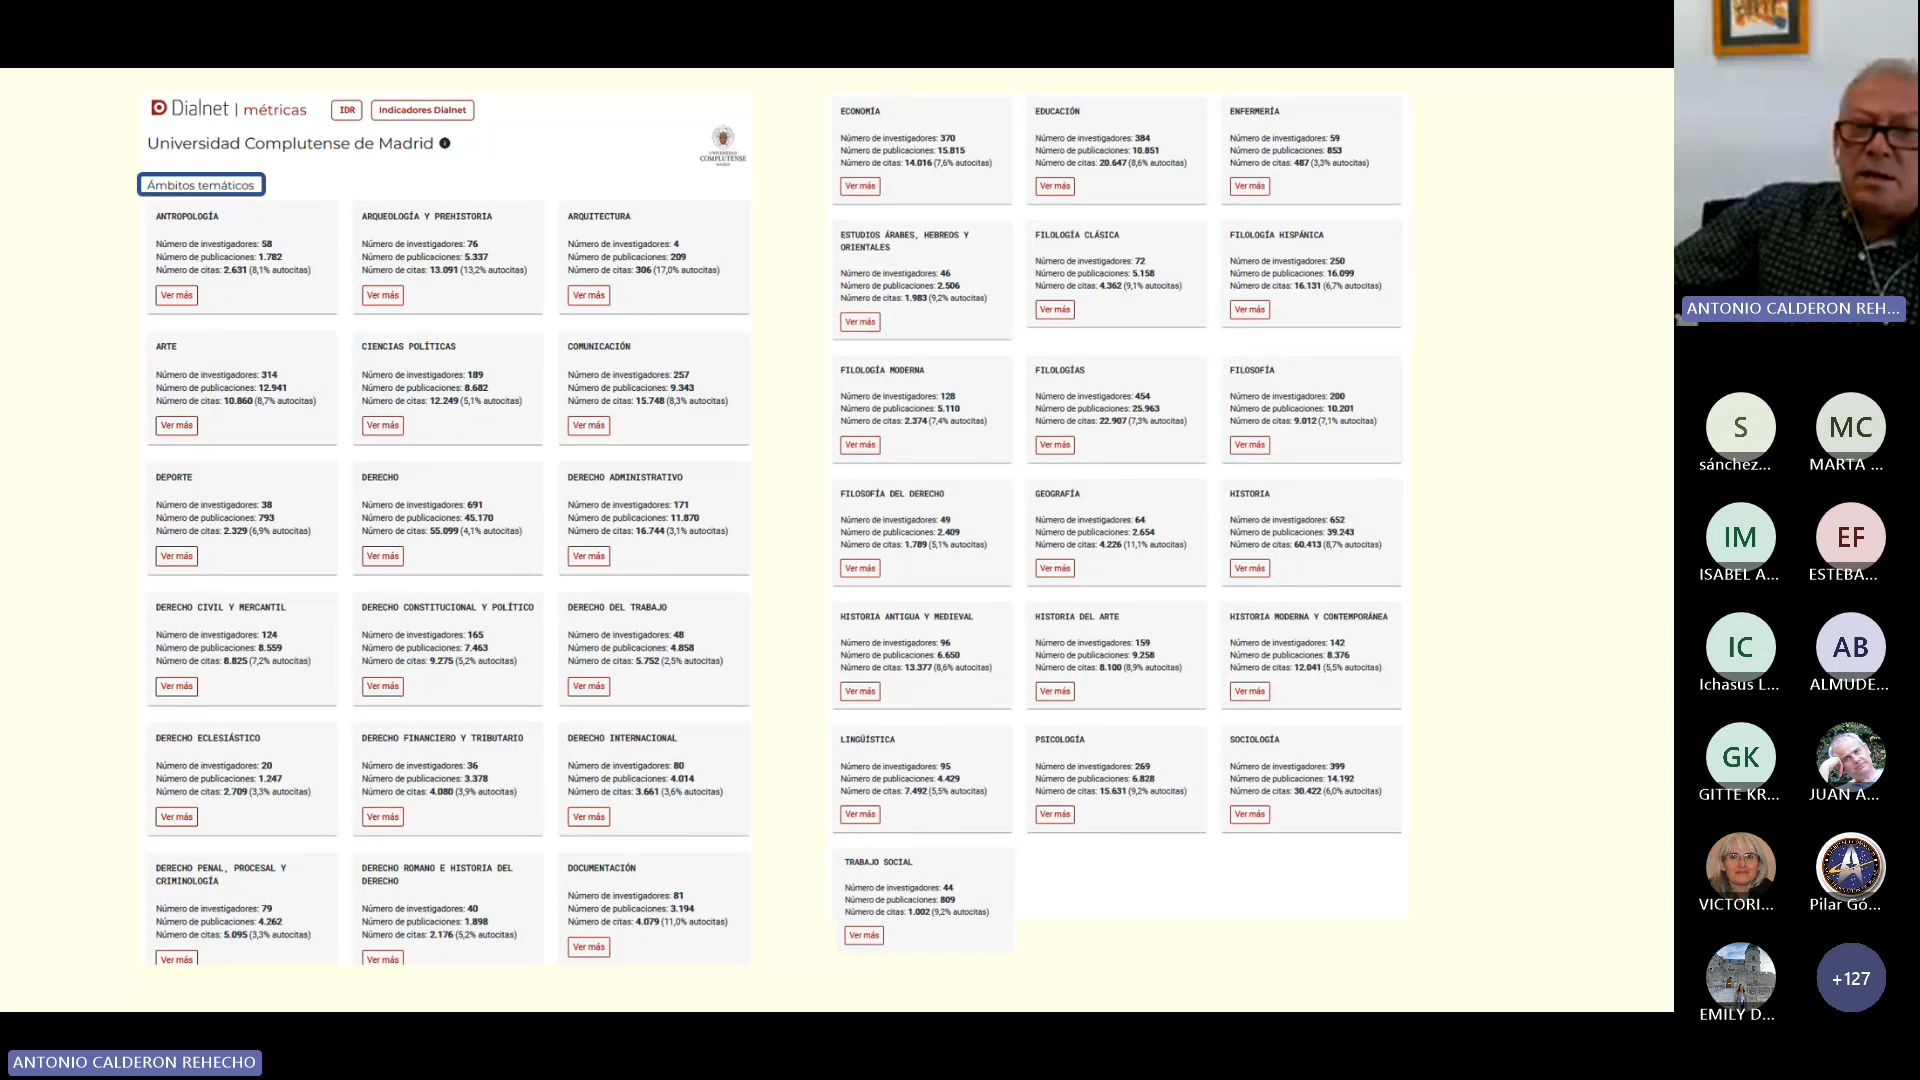 Dialnet | métricas
IDR
Indicadores Dialnet
Universidad Complutense de Madrid
UNIVERSIDAD
COMPLUTENSE
MADRID
Ámbitos temáticos
ANTROPOLOGÍA
Número de investigadores: 58
Número de publicaciones: 1.782
Número de citas: 2.631 (8,1% autocitas)
Ver más
ARQUEOLOGÍA Y PREHISTORIA
Número de investigadores: 76
Número de publicaciones: 5.337
Número de citas: 13.091 (13,2% autocitas)
Ver más
ARQUITECTURA
Número de investigadores: 4
Número de publicaciones: 209
Número de citas: 306 (17,0% autocitas)
Ver más
ARTE
Número de investigadores: 314
Número de publicaciones: 12.941
Número de citas: 10.860 (8,7% autocitas)
Ver más
CIENCIAS POLÍTICAS
Número de investigadores: 189
Número de publicaciones: 8.682
Número de citas: 12.249 (5,1% autocitas)
Ver más
COMUNICACIÓN
Número de investigadores: 257
Número de publicaciones: 9.343
Número de citas: 15.748 (8,3% autocitas)
Ver más
DEPORTE
Número de investigadores: 38
Número de publicaciones: 793
Número de citas: 2.329 (6,9% autocitas)
Ver más
DERECHO
Número de investigadores: 691
Número de publicaciones: 45.170
Número de citas: 55.099 (4,1% autocitas)
Ver más
DERECHO ADMINISTRATIVO
Número de investigadores: 171
Número de publicaciones: 11.870
Número de citas: 16.744 (3,1% autocitas)
Ver más
DERECHO CIVIL Y MERCANTIL
Número de investigadores: 124
Número de publicaciones: 8.559
Número de citas: 8.825 (7,2% autocitas)
Ver más
DERECHO CONSTITUCIONAL Y POLÍTICO
Número de investigadores: 165
Número de publicaciones: 7.463
Número de citas: 9.275 (5,2% autocitas)
Ver más
DERECHO DEL TRABAJO
Número de investigadores: 48
Número de publicaciones: 4.858
Número de citas: 5.752 (2,5% autocitas)
Ver más
DERECHO ECLESIÁSTICO
Número de investigadores: 20
Número de publicaciones: 1.247
Número de citas: 2.709 (3,3% autocitas)
Ver más
DERECHO FINANCIERO Y TRIBUTARIO
Número de investigadores: 36
Número de publicaciones: 3.378
Número de citas: 4.080 (3,9% autocitas)
Ver más
DERECHO INTERNACIONAL
Número de investigadores: 80
Número de publicaciones: 4.014
Número de citas: 3.661 (3,6% autocitas)
Ver más
DERECHO PENAL, PROCESAL Y
CRIMINOLOGÍA
Número de investigadores: 79
Número de publicaciones: 4.262
Número de citas: 5.095 (3,3% autocitas)
Ver más
DERECHO ROMANO E HISTORIA DEL
DERECHO
Número de investigadores: 40
Número de publicaciones: 1.898
Número de citas: 2.176 (5,2% autocitas)
Ver más
DOCUMENTACIÓN
Número de investigadores: 81
Número de publicaciones: 3.194
Número de citas: 4.079 (11,0% autocitas)
Ver más
ECONOMÍA
Número de investigadores: 370
Número de publicaciones: 15.815
Número de citas: 14.016 (7,6% autocitas)
Ver más
EDUCACIÓN
Número de investigadores: 384
Número de publicaciones: 10.851
Número de citas: 20.647 (8,6% autocitas)
Ver más
ENFERMERÍA
Número de investigadores: 59
Número de publicaciones: 853
Número de citas: 487 (3,3% autocitas)
Ver más
ESTUDIOS ÁRABES, HEBREOS Y
ORIENTALES
Número de investigadores: 46
Número de publicaciones: 2.506
Número de citas: 1.983 (9,2% autocitas)
Ver más
FILOLOGÍA CLÁSICA
Número de investigadores: 72
Número de publicaciones: 5.158
Número de citas: 4.362 (9,1% autocitas)
Ver más
FILOLOGÍA HISPÁNICA
Número de investigadores: 250
Número de publicaciones: 16.099
Número de citas: 16.131 (6,7% autocitas)
Ver más
FILOLOGÍA MODERNA
Número de investigadores: 128
Número de publicaciones: 5.110
Número de citas: 2.374 (7,4% autocitas)
Ver más
FILOLOGÍAS
Número de investigadores: 454
Número de publicaciones: 25.963
Número de citas: 22.907 (7,3% autocitas)
Ver más
FILOSOFÍA
Número de investigadores: 200
Número de publicaciones: 10.201
Número de citas: 9.012 (7,1% autocitas)
Ver más
FILOSOFÍA DEL DERECHO
Número de investigadores: 49
Número de publicaciones: 2.409
Número de citas: 1.789 (5,1% autocitas)
Ver más
GEOGRAFÍA
Número de investigadores: 64
Número de publicaciones: 2.654
Número de citas: 4.226 (11,1% autocitas)
Ver más
HISTORIA
Número de investigadores: 652
Número de publicaciones: 39.243
Número de citas: 60.413 (8,7% autocitas)
Ver más
HISTORIA ANTIGUA Y MEDIEVAL
Número de investigadores: 96
Número de publicaciones: 6.650
Número de citas: 13.377 (8,6% autocitas)
Ver más
HISTORIA DEL ARTE
Número de investigadores: 159
Número de publicaciones: 9.258
Número de citas: 8.100 (8,9% autocitas)
Ver más
HISTORIA MODERNA Y CONTEMPORÁNEA
Número de investigadores: 142
Número de publicaciones: 8.376
Número de citas: 12.041 (5,5% autocitas)
Ver más
LINGÜÍSTICA
Número de investigadores: 95
Número de publicaciones: 4.429
Número de citas: 7.492 (5,5% autocitas)
Ver más
PSICOLOGÍA
Número de investigadores: 269
Número de publicaciones: 6.828
Número de citas: 15.631 (9,2% autocitas)
Ver más
SOCIOLOGÍA
Número de investigadores: 399
Número de publicaciones: 14.192
Número de citas: 30.422 (6,0% autocitas)
Ver más
TRABAJO SOCIAL
Número de investigadores: 44
Número de publicaciones: 809
Número de citas: 1.002 (9,2% autocitas)
Ver más
ANTONIO CALDERON REH...
S
sánchez...
MC
MARTA ...
IM
ISABEL A...
EF
ESTEBA...
IC
Ichasus L...
AB
ALMUDE...
GK
GITTE KR...
JUAN A...
VICTORI...
Pilar Gó...
EMILY D...
+127
ANTONIO CALDERON REHECHO